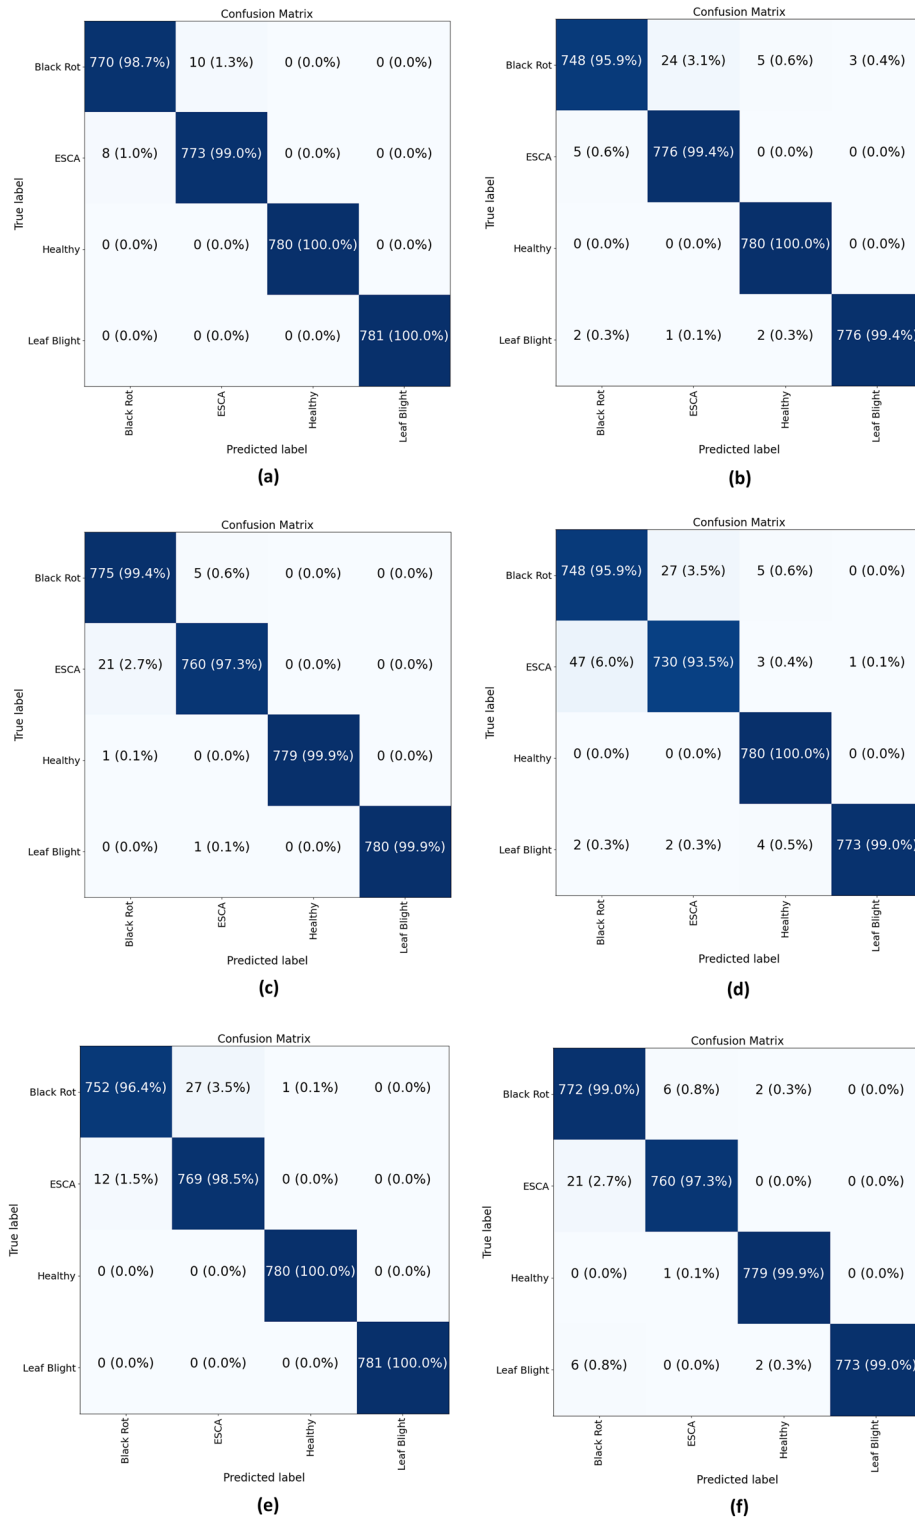 Confusion Matrix
Black Rot 770 (98.7%) 10 (1.3%) 0 (0.0%) 0 (0.0%)
ESCA 8 (1.0%) 773 (99.0%) 0 (0.0%) 0 (0.0%)
True label
Healthy 0 (0.0%) 0 (0.0%) 780 (100.0%) 0 (0.0%)
Leaf Blight 0 (0.0%) 0 (0.0%) 0 (0.0%) 781 (100.0%)
Black Rot ESCA Healthy Leaf Blight
Predicted label
(a)
Confusion Matrix
Black Rot 748 (95.9%) 24 (3.1%) 5 (0.6%) 3 (0.4%)
ESCA 5 (0.6%) 776 (99.4%) 0 (0.0%) 0 (0.0%)
True label
Healthy 0 (0.0%) 0 (0.0%) 780 (100.0%) 0 (0.0%)
Leaf Blight 2 (0.3%) 1 (0.1%) 2 (0.3%) 776 (99.4%)
Black Rot ESCA Healthy Leaf Blight
Predicted label
(b)
Confusion Matrix
Black Rot 775 (99.4%) 5 (0.6%) 0 (0.0%) 0 (0.0%)
ESCA 21 (2.7%) 760 (97.3%) 0 (0.0%) 0 (0.0%)
True label
Healthy 1 (0.1%) 0 (0.0%) 779 (99.9%) 0 (0.0%)
Leaf Blight 0 (0.0%) 1 (0.1%) 0 (0.0%) 780 (99.9%)
Black Rot ESCA Healthy Leaf Blight
Predicted label
(c)
Confusion Matrix
Black Rot 748 (95.9%) 27 (3.5%) 5 (0.6%) 0 (0.0%)
ESCA 47 (6.0%) 730 (93.5%) 3 (0.4%) 1 (0.1%)
True label
Healthy 0 (0.0%) 0 (0.0%) 780 (100.0%) 0 (0.0%)
Leaf Blight 2 (0.3%) 2 (0.3%) 4 (0.5%) 773 (99.0%)
Black Rot ESCA Healthy Leaf Blight
Predicted label
(d)
Confusion Matrix
Black Rot 752 (96.4%) 27 (3.5%) 1 (0.1%) 0 (0.0%)
ESCA 12 (1.5%) 769 (98.5%) 0 (0.0%) 0 (0.0%)
True label
Healthy 0 (0.0%) 0 (0.0%) 780 (100.0%) 0 (0.0%)
Leaf Blight 0 (0.0%) 0 (0.0%) 0 (0.0%) 781 (100.0%)
Black Rot ESCA Healthy Leaf Blight
Predicted label
(e)
Confusion Matrix
Black Rot 772 (99.0%) 6 (0.8%) 2 (0.3%) 0 (0.0%)
ESCA 21 (2.7%) 760 (97.3%) 0 (0.0%) 0 (0.0%)
True label
Healthy 0 (0.0%) 1 (0.1%) 779 (99.9%) 0 (0.0%)
Leaf Blight 6 (0.8%) 0 (0.0%) 2 (0.3%) 773 (99.0%)
Black Rot ESCA Healthy Leaf Blight
Predicted label
(f)